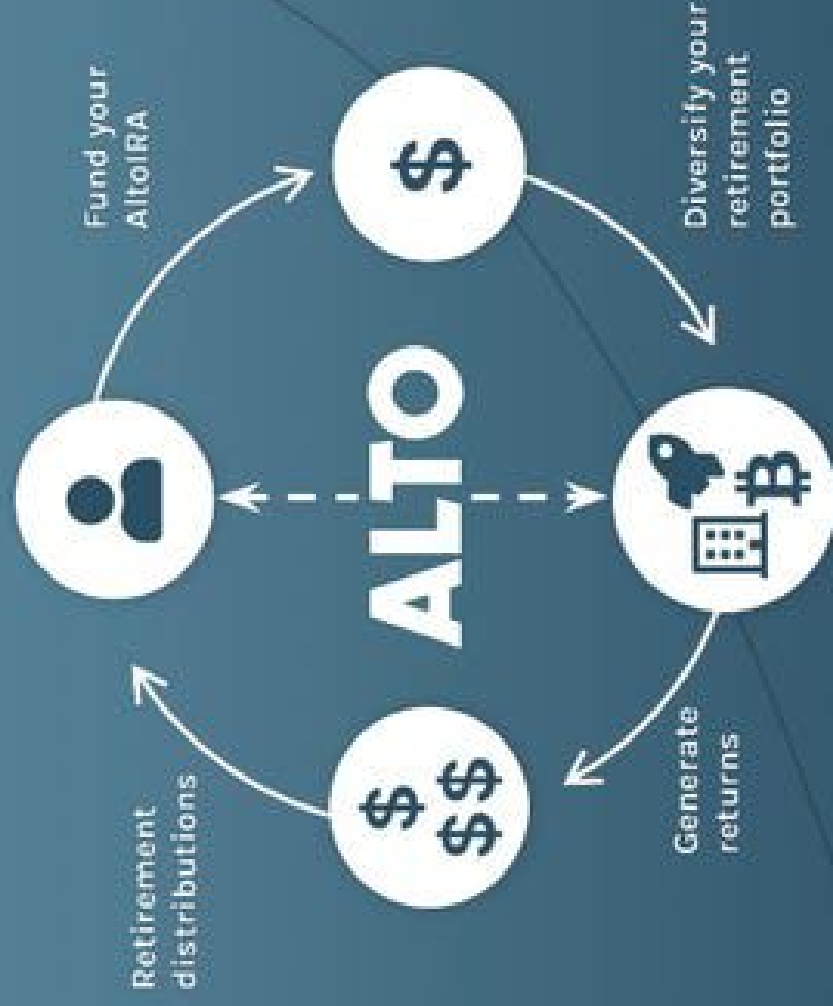 Fund your
AltoIRA
Diversify your
retirement
portfolio
Generate
returns
Retirement
distributions
ALTO
$
$
$$